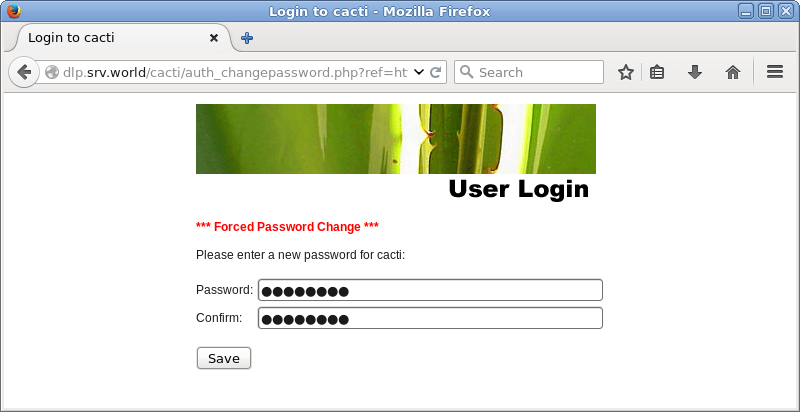 Login to cacti - Mozilla Firefox
Login to cacti
dlp.srv.world/cacti/auth_changepassword.php?ref=ht
Search
User Login
*** Forced Password Change ***
Please enter a new password for cacti:
Password: ●●●●●●●●
Confirm: ●●●●●●●●
Save